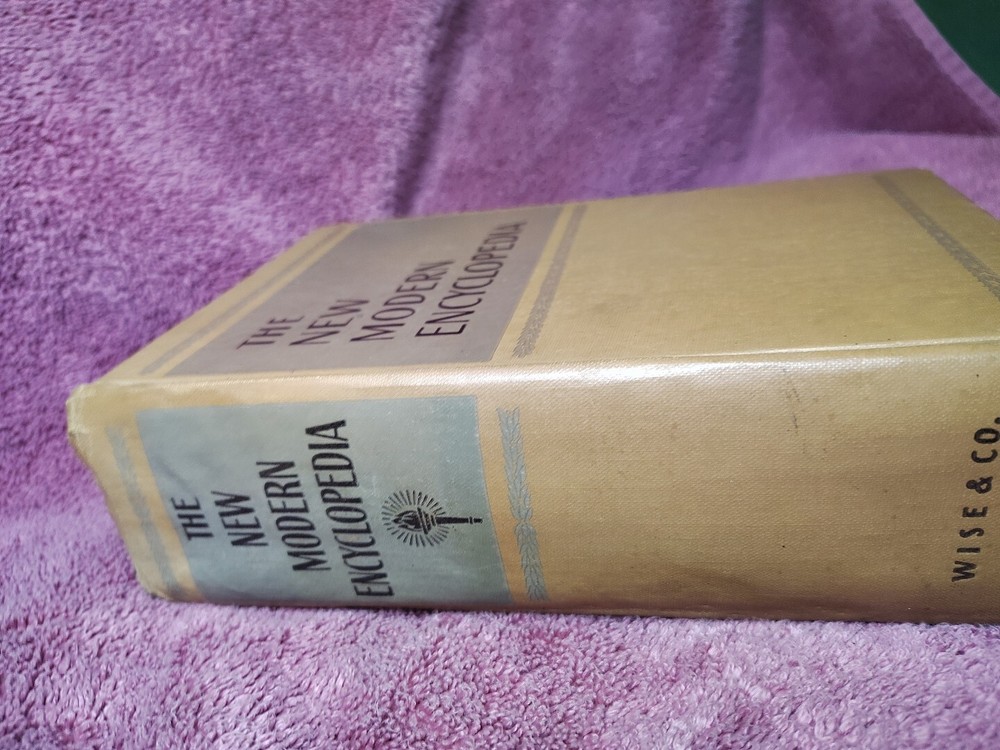 THE
NEW
MODERN
ENCYCLOPEDIA
THE
NEW
MODERN
ENCYCLOPEDIA
WISE & CO.